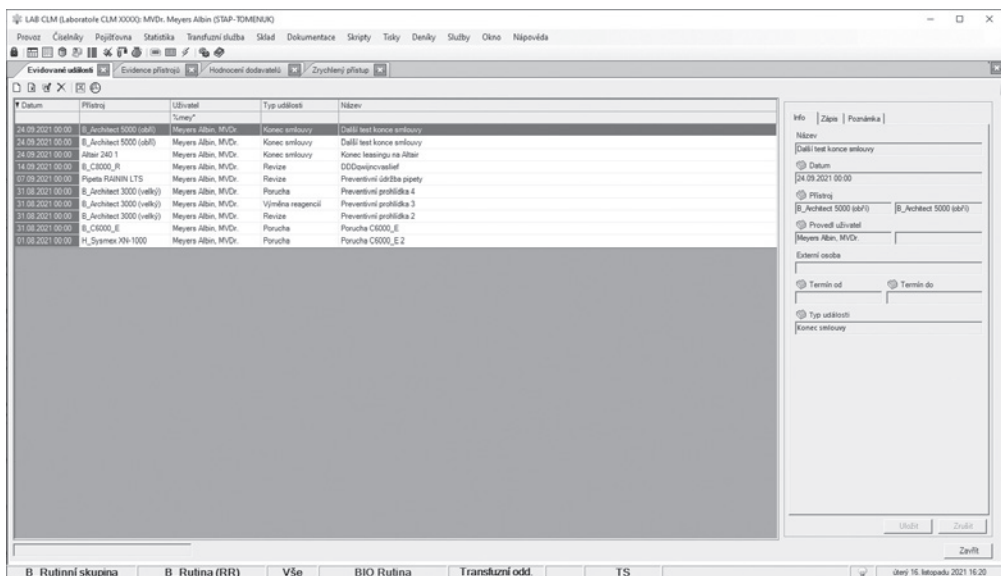 LAB CLM (Laboratoře CLM XXXX): MVDr. Meyers Albin (STAP-TOMENUK)
Provoz Číselníky Pojišťovna Statistika Transfuzní služba Sklad Dokumentace Skripty Tisky Deníky Služby Okno Nápověda
Evidované události Evidence přístrojů Hodnocení dodavatelů Zrychlený přístup
Datum Přístroj Uživatel Typ události Název
%mey*
24.09.2021 00:00 B_Architect 5000 (obří) Meyers Albin, MVDr. Konec smlouvy Další test konce smlouvy
24.09.2021 00:00 B_Architect 5000 (obří) Meyers Albin, MVDr. Konec smlouvy Další test konce smlouvy
24.09.2021 00:00 Altair 240 1 Meyers Albin, MVDr. Konec smlouvy Konec leasingu na Altair
14.09.2021 00:00 B_C8000_R Meyers Albin, MVDr. Revize
07.09.2021 00:00 Pipeta RAININ LTS Meyers Albin, MVDr. Revize Preventivní údržba pipety
31.08.2021 00:00 B_Architect 3000 (velký) Meyers Albin, MVDr. Porucha Preventivní prohlídka 4
31.08.2021 00:00 B_Architect 3000 (velký) Meyers Albin, MVDr. Výměna reagencií Preventivní prohlídka 3
31.08.2021 00:00 B_Architect 3000 (velký) Meyers Albin, MVDr. Revize Preventivní prohlídka 2
31.08.2021 00:00 B_C6000_E Meyers Albin, MVDr. Porucha Porucha C6000_E
01.08.2021 00:00 H_Sysmex XN-1000 Meyers Albin, MVDr. Porucha Porucha C6000_E 2
Info Zápis Poznámka
Název
Další test konce smlouvy
Datum
24.09.2021 00:00
Přístroj
B_Architect 5000 (obří) B_Architect 5000 (obří)
Provedl uživatel
Meyers Albin, MVDr.
Externí osoba
Termín od Termín do
Typ události
Konec smlouvy
Uložit Zrušit
Zavřít
B_Rutinní skupina B_Rutina (RR) Vše BIO Rutina Transfuzní odd. TS úterý 16. listopadu 2021 16:20